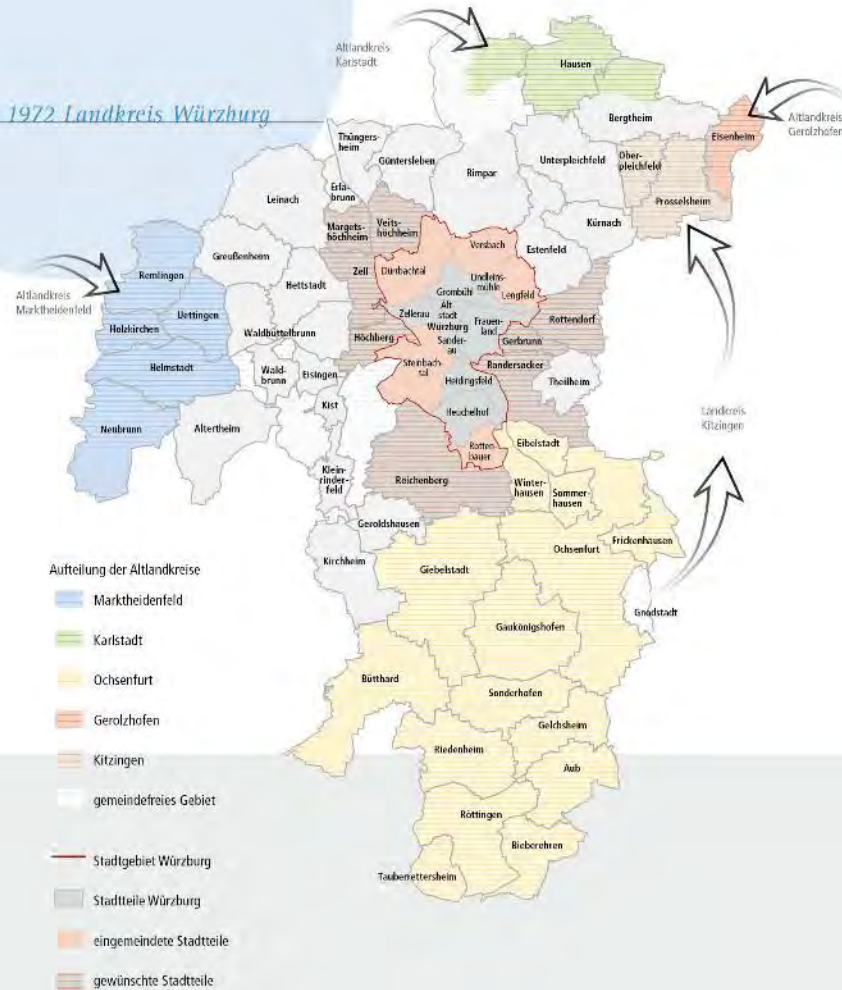 Altlandkreis
Karlstadt
Hausen
1972 Landkreis Würzburg
Bergtheim
Eisenheim
Altlandkreis
Gerolzhofen
Thüngers-
heim
Güntersleben
Rimpar
Unterpleichfeld
Ober-
pleichfeld
Prosselsheim
Leinach
Erla-
brunn
Margets-
höchheim
Veits-
höchheim
Kürnach
Estenfeld
Greußenheim
Versbach
Dürrbachtal
Lindleins-
mühle
Lengfeld
Remlingen
Altlandkreis
Marktheidenfeld
Hettstadt
Zell
Grombühl
Zellerau
Alt
stadt
Würzburg
Frauen-
land
Rottendorf
Uettingen
Holzkirchen
Waldbüttelbrunn
Höchberg
Sander-
au
Gerbrunn
Helmstadt
Wald-
brunn
Eisingen
Steinbach-
tal
Randersacker
Theilheim
Heidingsfeld
Kist
Heuchelhof
Neubrunn
Altertheim
Landkreis
Kitzingen
Rotten-
bauer
Eibelstadt
Klein-
rinder-
feld
Reichenberg
Winter-
hausen
Sommer-
hausen
Geroldshausen
Ochsenfurt
Frickenhausen
Kirchheim
Giebelstadt
Gnodstadt
Gaukönigshofen
Bütthard
Sonderhofen
Gelchsheim
Riedenheim
Aub
Röttingen
Bieberehren
Tauberrettersheim
Aufteilung der Altlandkreise
Marktheidenfeld
Karlstadt
Ochsenfurt
Gerolzhofen
Kitzingen
gemeindefreies Gebiet
Stadtgebiet Würzburg
Stadtteile Würzburg
eingemeindete Stadtteile
gewünschte Stadtteile